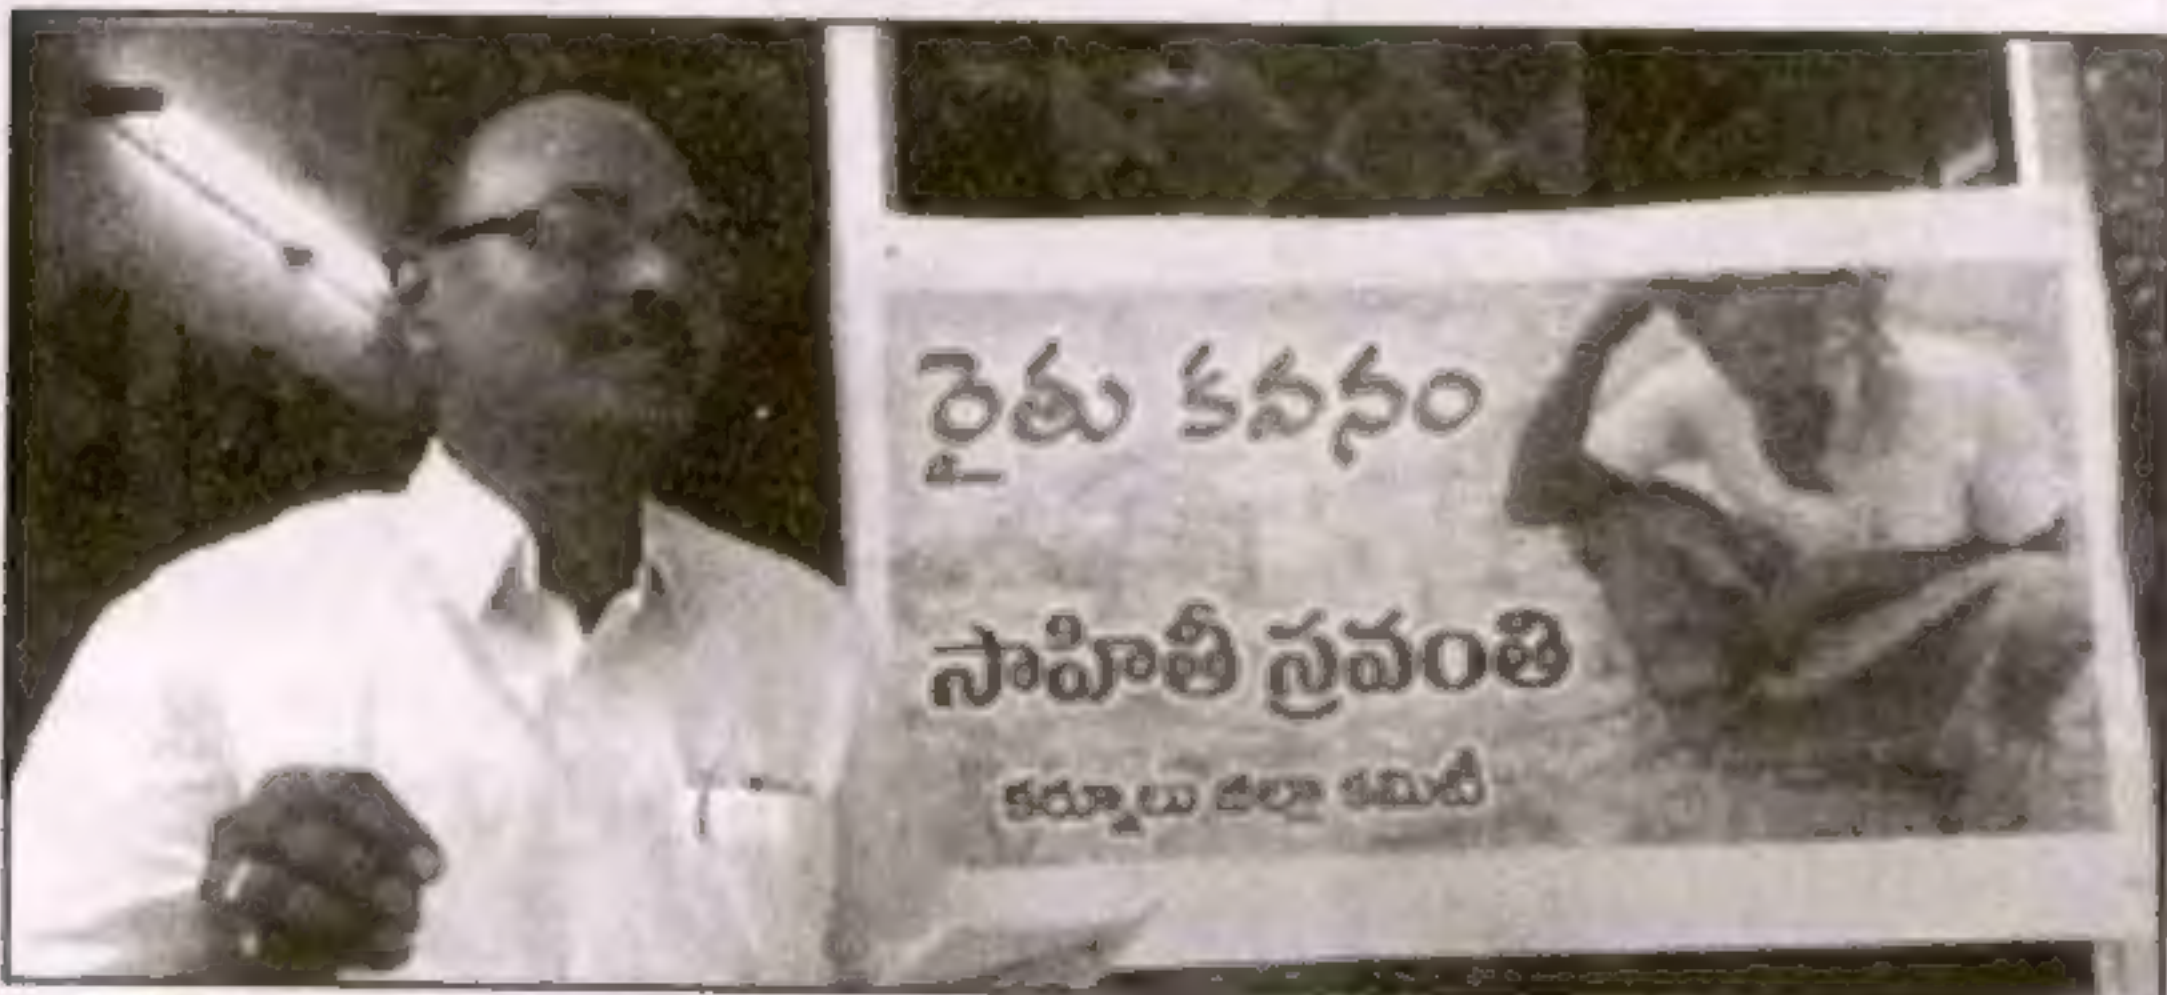 రైతు కవనం
సాహితీ స్రవంతి
కర్నూలు జిల్లా కమిటీ